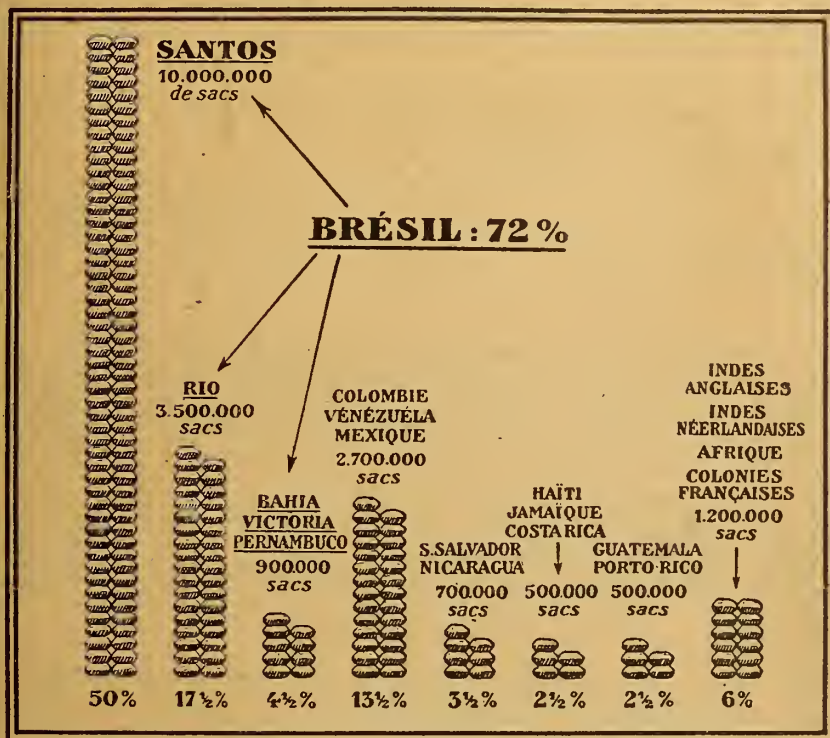 SANTOS
10.000.000
de sacs
BRÉSIL : 72 %
RIO
3.500.000
sacs
BAHIA
VICTORIA
PERNAMBUCO
900.000
sacs
COLOMBIE
VÉNÉZUÉLA
MEXIQUE
2.700.000
sacs
S.SALVADOR
NICARAGUA
700.000
sacs
HAÏTI
JAMAÏQUE
COSTA RICA
500.000
sacs
GUATEMALA
PORTO-RICO
500.000
sacs
INDES
ANGLAISES
INDES
NÉERLANDAISES
AFRIQUE
COLONIES
FRANÇAISES
1.200.000
sacs
50%
17½%
4½%
13½%
3½%
2½%
2½%
6%